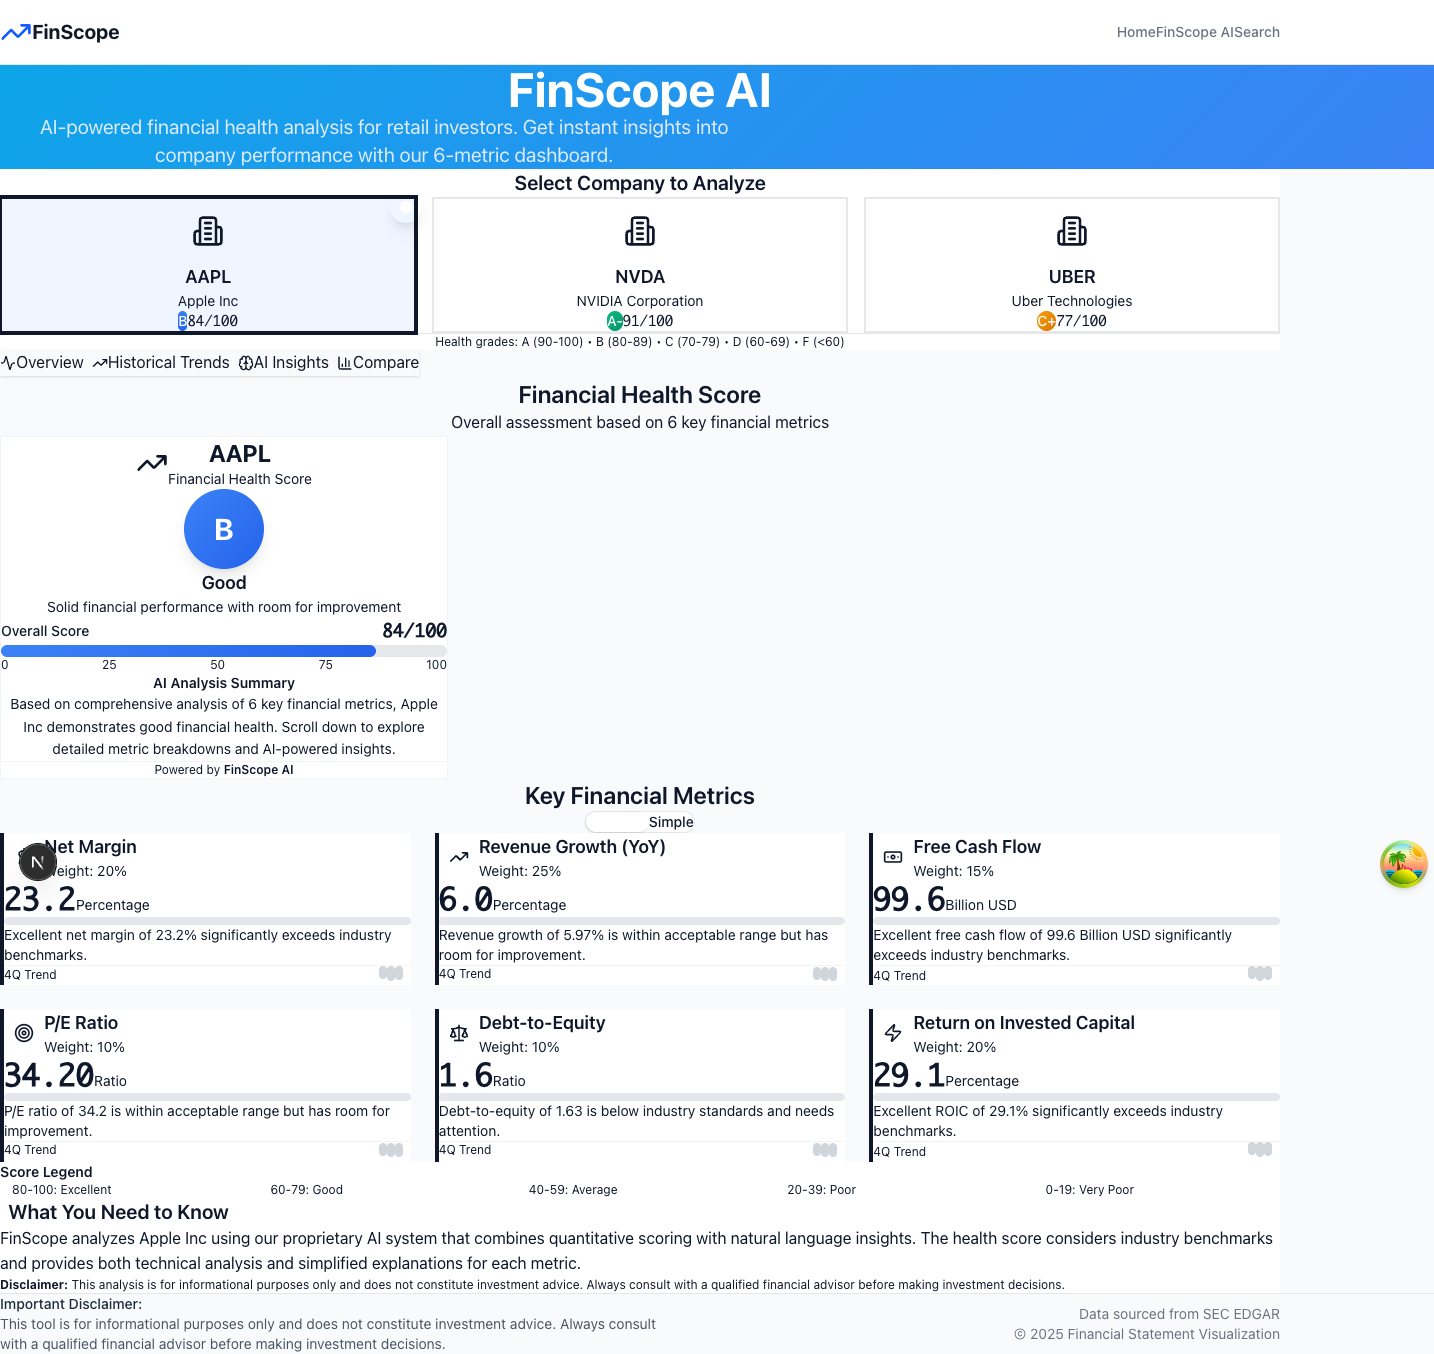 FinScope
Home FinScope AI Search
FinScope AI
AI-powered financial health analysis for retail investors. Get instant insights into
company performance with our 6-metric dashboard.
Select Company to Analyze
AAPL
Apple Inc
B 84/100
NVDA
NVIDIA Corporation
A- 91/100
UBER
Uber Technologies
C+ 77/100
Health grades: A (90-100) • B (80-89) • C (70-79) • D (60-69) • F (<60)
Overview Historical Trends AI Insights Compare
Financial Health Score
Overall assessment based on 6 key financial metrics
AAPL
Financial Health Score
B
Good
Solid financial performance with room for improvement
Overall Score 84/100
0 25 50 75 100
AI Analysis Summary
Based on comprehensive analysis of 6 key financial metrics, Apple
Inc demonstrates good financial health. Scroll down to explore
detailed metric breakdowns and AI-powered insights.
Powered by FinScope AI
Key Financial Metrics
Simple
Net Margin
Weight: 20%
N
23.2 Percentage
Excellent net margin of 23.2% significantly exceeds industry
benchmarks.
4Q Trend
Revenue Growth (YoY)
Weight: 25%
6.0 Percentage
Revenue growth of 5.97% is within acceptable range but has
room for improvement.
4Q Trend
Free Cash Flow
Weight: 15%
99.6 Billion USD
Excellent free cash flow of 99.6 Billion USD significantly
exceeds industry benchmarks.
4Q Trend
P/E Ratio
Weight: 10%
34.20 Ratio
P/E ratio of 34.2 is within acceptable range but has room for
improvement.
4Q Trend
Debt-to-Equity
Weight: 10%
1.6 Ratio
Debt-to-equity of 1.63 is below industry standards and needs
attention.
4Q Trend
Return on Invested Capital
Weight: 20%
29.1 Percentage
Excellent ROIC of 29.1% significantly exceeds industry
benchmarks.
4Q Trend
Score Legend
80-100: Excellent 60-79: Good 40-59: Average 20-39: Poor 0-19: Very Poor
What You Need to Know
FinScope analyzes Apple Inc using our proprietary AI system that combines quantitative scoring with natural language insights. The health score considers industry benchmarks
and provides both technical analysis and simplified explanations for each metric.
Disclaimer: This analysis is for informational purposes only and does not constitute investment advice. Always consult with a qualified financial advisor before making investment decisions.
Important Disclaimer:
This tool is for informational purposes only and does not constitute investment advice. Always consult
with a qualified financial advisor before making investment decisions.
Data sourced from SEC EDGAR
© 2025 Financial Statement Visualization